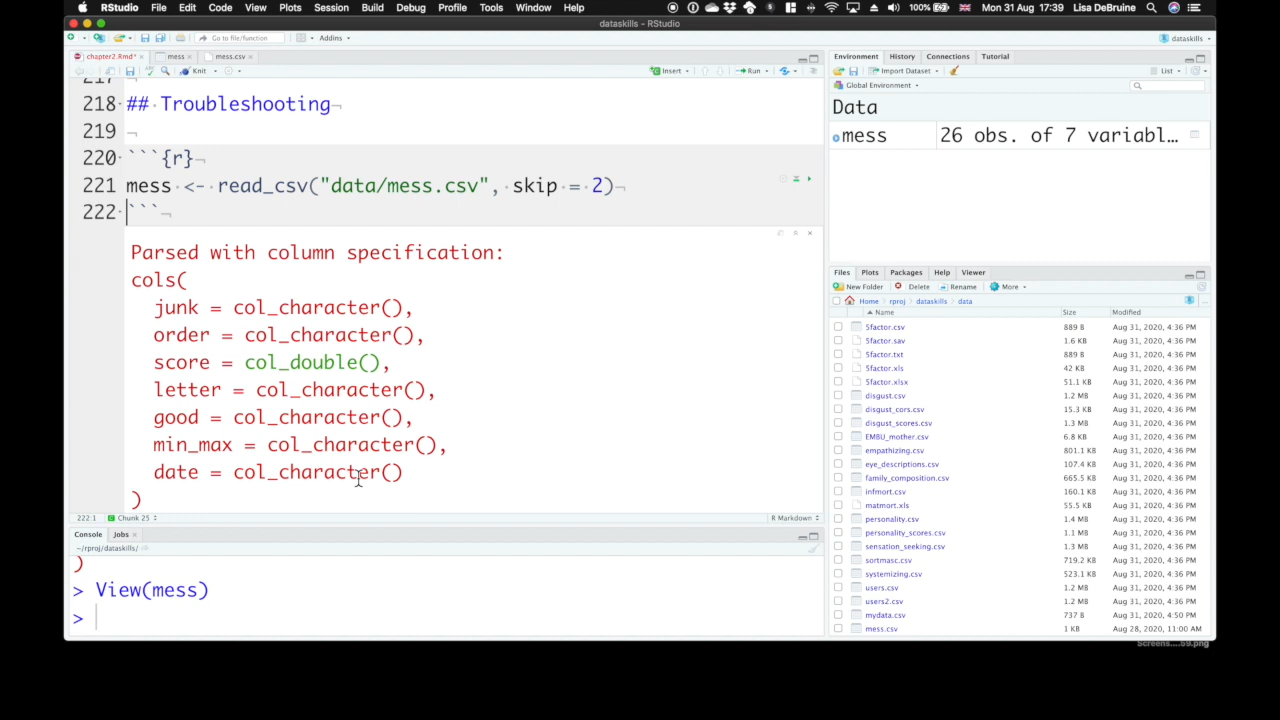 RStudio File Edit Code View Plots Session Build Debug Profile Tools Window Help 100% Mon 31 Aug 17:39 Lisa DeBruine
dataskills - RStudio
Go to file/function Addins dataskills
chapter2.Rmd* mess mess.csv
Knit Insert Run
217
218 ## Troubleshooting
219
220 ```{r}
221 mess <- read_csv("data/mess.csv", skip = 2)
222 ```
Parsed with column specification:
cols(
junk = col_character(),
order = col_character(),
score = col_double(),
letter = col_character(),
good = col_character(),
min_max = col_character(),
date = col_character()
)
222:1 Chunk 25 R Markdown
Console Jobs
~/rproj/dataskills/
)
> View(mess)
>
Environment History Connections Tutorial
Import Dataset List
Global Environment
Data
mess 26 obs. of 7 variabl…
Files Plots Packages Help Viewer
New Folder Delete Rename More
Home rproj dataskills data
Name Size Modified
5factor.csv 889 B Aug 31, 2020, 4:36 PM
5factor.sav 1.6 KB Aug 31, 2020, 4:36 PM
5factor.txt 889 B Aug 31, 2020, 4:36 PM
5factor.xls 42 KB Aug 31, 2020, 4:36 PM
5factor.xlsx 51.1 KB Aug 31, 2020, 4:36 PM
disgust.csv 1.2 MB Aug 31, 2020, 4:36 PM
disgust_cors.csv 15.3 KB Aug 31, 2020, 4:36 PM
disgust_scores.csv 1.3 MB Aug 31, 2020, 4:36 PM
EMBU_mother.csv 6.8 KB Aug 31, 2020, 4:36 PM
empathizing.csv 801.1 KB Aug 31, 2020, 4:36 PM
eye_descriptions.csv 107.4 KB Aug 31, 2020, 4:36 PM
family_composition.csv 665.5 KB Aug 31, 2020, 4:36 PM
infmort.csv 160.1 KB Aug 31, 2020, 4:36 PM
matmort.xls 55.5 KB Aug 31, 2020, 4:36 PM
personality.csv 1.4 MB Aug 31, 2020, 4:36 PM
personality_scores.csv 1.1 MB Aug 31, 2020, 4:36 PM
sensation_seeking.csv 1.3 MB Aug 31, 2020, 4:36 PM
sortmasc.csv 719.2 KB Aug 31, 2020, 4:36 PM
systemizing.csv 523.1 KB Aug 31, 2020, 4:36 PM
users.csv 1.2 MB Aug 31, 2020, 4:36 PM
users2.csv 1.2 MB Aug 31, 2020, 4:36 PM
mydata.csv 737 B Aug 31, 2020, 4:50 PM
mess.csv 1 KB Aug 28, 2020, 11:00 AM
Screens....59.png